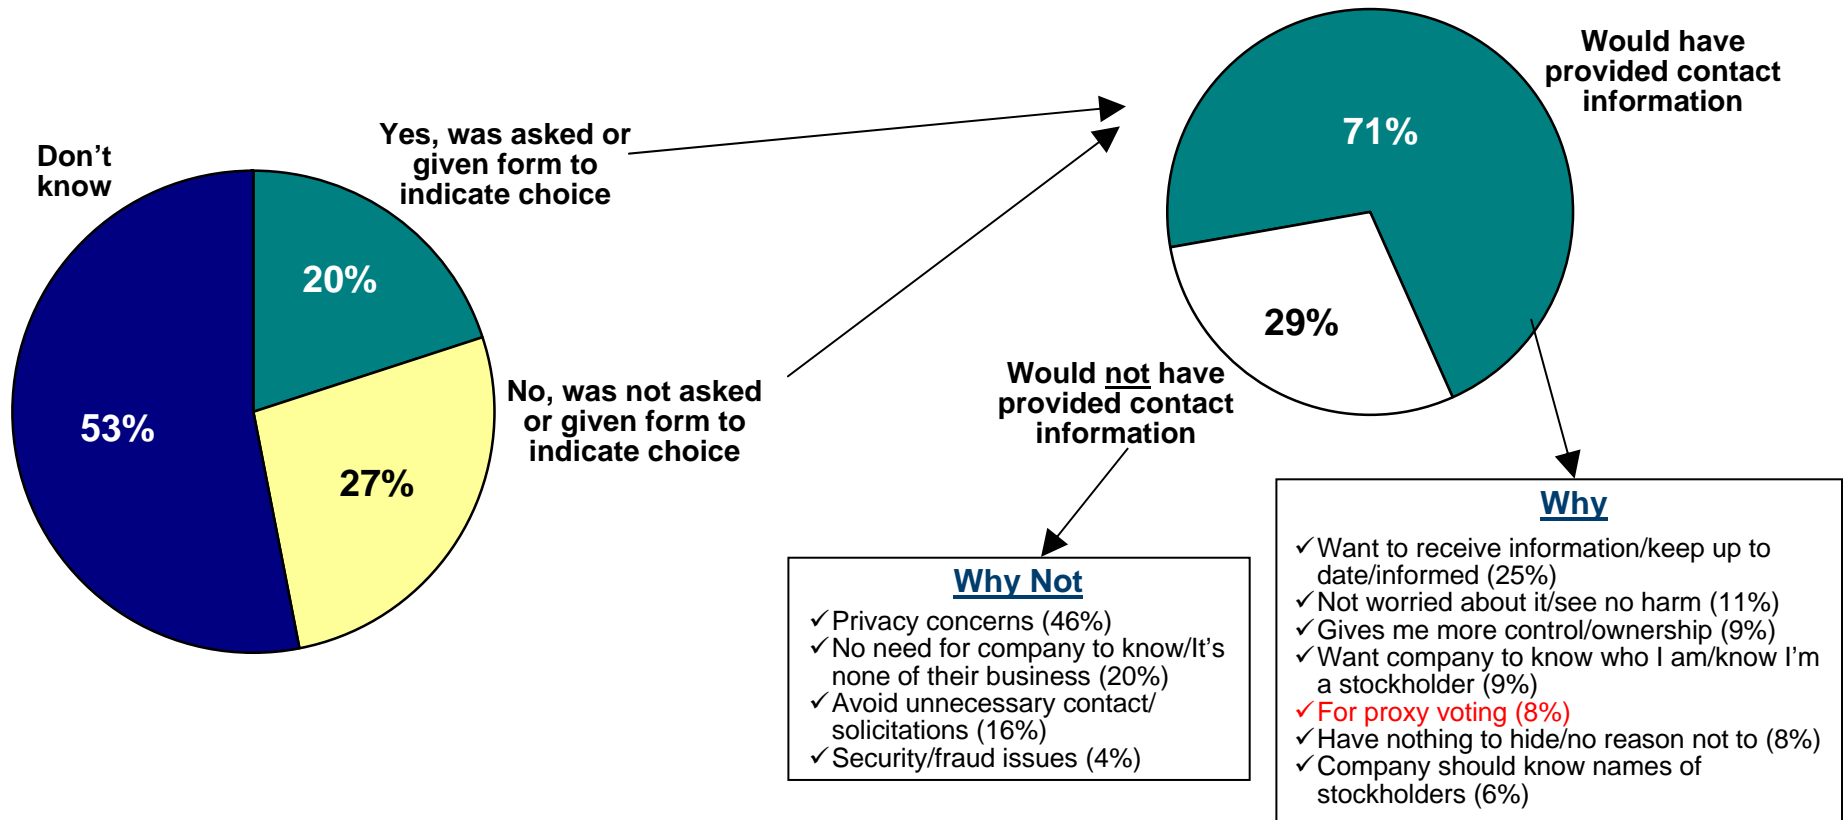 Don't
know
Yes, was asked or
given form to
indicate choice
20%
53%
27%
No, was not asked
or given form to
indicate choice
Would have
provided contact
information
71%
29%
Would not have
provided contact
information
Why Not
✓Privacy concerns (46%)
✓No need for company to know/It's
none of their business (20%)
✓Avoid unnecessary contact/
solicitations (16%)
✓Security/fraud issues (4%)
Why
✓Want to receive information/keep up to
date/informed (25%)
✓Not worried about it/see no harm (11%)
✓Gives me more control/ownership (9%)
✓Want company to know who I am/know I'm
a stockholder (9%)
✓For proxy voting (8%)
✓Have nothing to hide/no reason not to (8%)
✓Company should know names of
stockholders (6%)